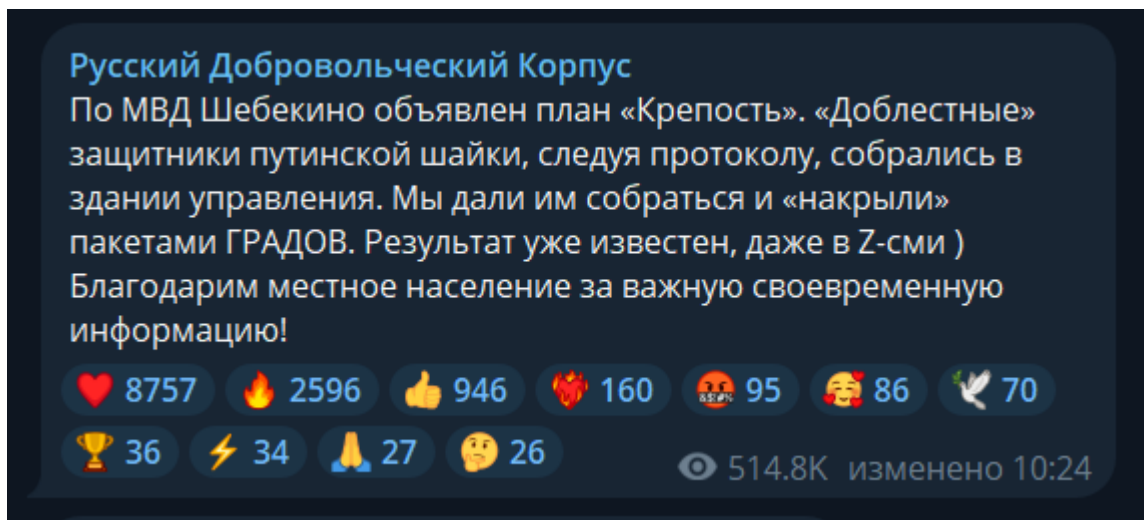 Русский Добровольческий Корпус
По МВД Шебекино объявлен план «Крепость». «Доблестные»
защитники путинской шайки, следуя протоколу, собрались в
здании управления. Мы дали им собраться и «накрыли»
пакетами ГРАДОВ. Результат уже известен, даже в Z-сми )
Благодарим местное население за важную своевременную
информацию!
❤️ 8757 🔥 2596 👍 946 ❤️‍🔥 160 🤬 95 🥰 86 🕊 70
🏆 36 ⚡ 34 🙏 27 🤔 26 514.8K изменено 10:24